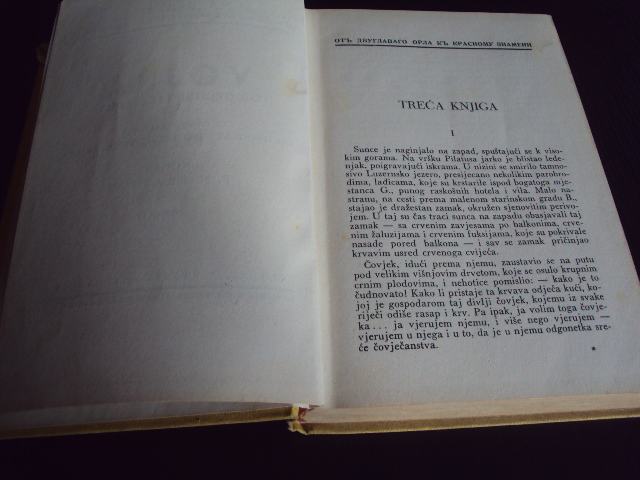 ОТЪ ДВУГЛАВАГО ОРЛА КЪ КРАСНОМУ ЗНАМЕНИ
TREĆA KNJIGA
I
Sunce je naginjalo na zapad, spuštajući se k viso-
kim gorama. Na vršku Pilatusa jarko je blistao lede-
njak, poigravajući iskrama. U nizini se smirilo tamno-
sivo Luzernsko jezero, presijecano nekolikim parobro-
dima, lađicama, koje su krstarile ispod bogatoga mje-
stanca G., punog raskošnih hotela i vila. Malo na-
stranu, na cesti prema malenom starinskom gradu B.,
stajao je dražestan zamak, okružen sjenovitim perivo-
jem. U taj su čas traci sunca na zapadu obasjavali taj
zamak — sa crvenim zavjesama po balkonima, crve-
nim žaluzijama i crvenim fuksijama, koje su pokrivale
nasade pored balkona — i sav se zamak pričinjao
krvavim usred crvenoga cvijeća.
Čovjek, idući prema njemu, zaustavio se na putu
pod velikim višnjovim drvetom, koje se osulo krupnim
crnim plodovima, i nehotice pomislio: — kako je to
čudnovato! Kako li pristaje ta krvava odjeća kući, ko-
joj je gospodarom taj divlji čovjek, kojemu iz svake
riječi odiše rasap i krv. Pa ipak, ja volim toga čovje-
ka... ja vjerujem njemu, i više nego vjerujem —
vjerujem u njega i u to, da je u njemu odgonetka sre-
će čovječanstva.
*